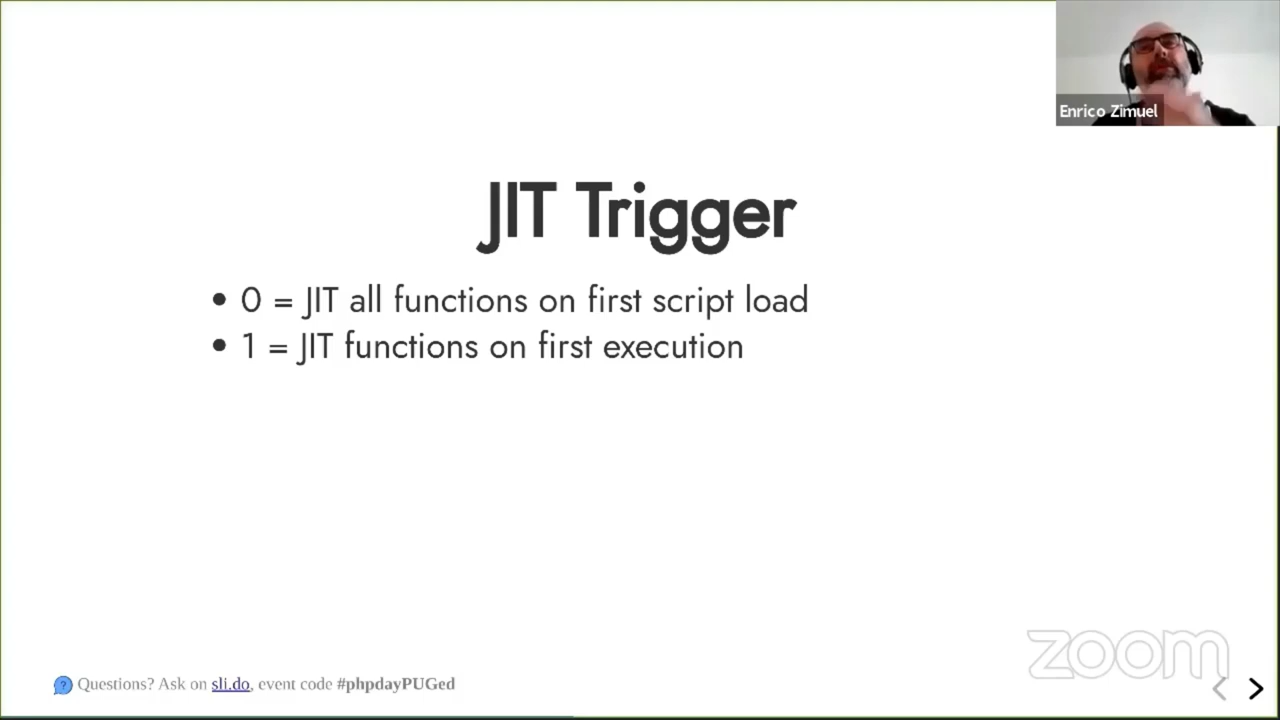 Enrico Zimuel
JIT Trigger
0 = JIT all functions on first script load
1 = JIT functions on first execution
zoom
Questions? Ask on sli.do, event code #phpdayPUGed